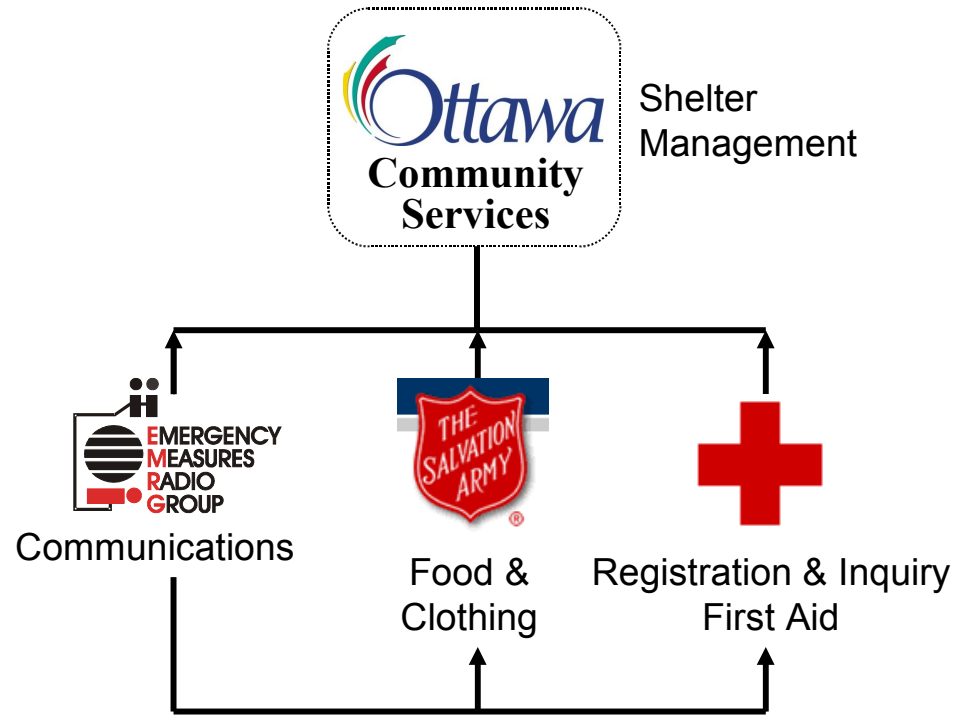 Ottawa
Community
Services
Shelter
Management
EMERGENCY
MEASURES
RADIO
GROUP
Communications
THE
SALVATION
ARMY
®
Food &
Clothing
Registration & Inquiry
First Aid